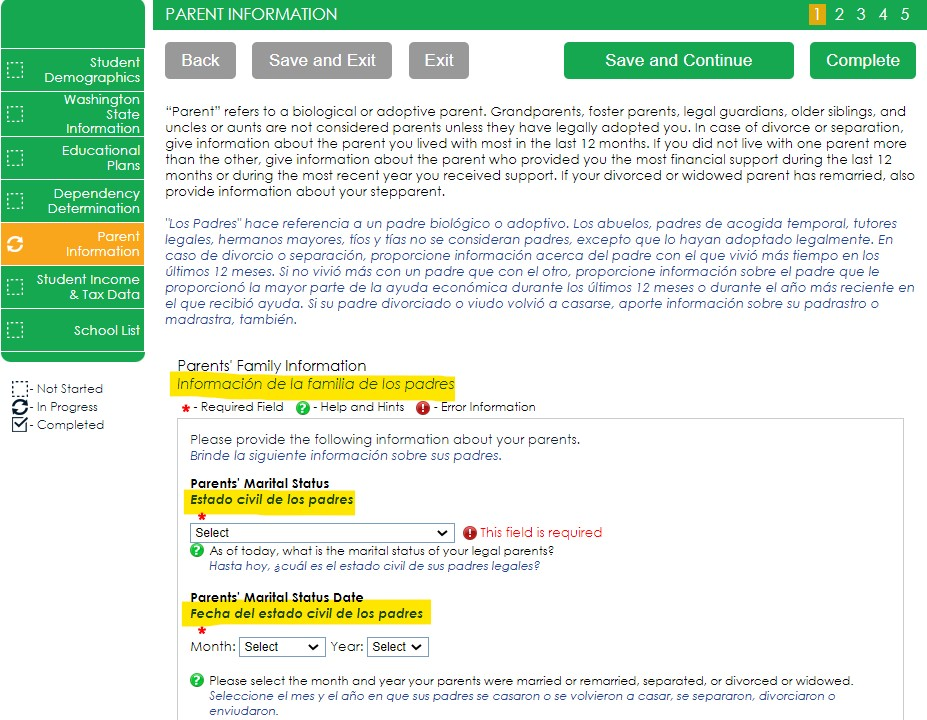 PARENT INFORMATION
1 2 3 4 5
Back
Save and Exit
Exit
Save and Continue
Complete
Student
Demographics
Washington
State
Information
Educational
Plans
Dependency
Determination
Parent
Information
Student Income
& Tax Data
School List
- Not Started
- In Progress
- Completed
“Parent” refers to a biological or adoptive parent. Grandparents, foster parents, legal guardians, older siblings, and
uncles or aunts are not considered parents unless they have legally adopted you. In case of divorce or separation,
give information about the parent you lived with most in the last 12 months. If you did not live with one parent more
than the other, give information about the parent who provided you the most financial support during the last 12
months or during the most recent year you received support. If your divorced or widowed parent has remarried, also
provide information about your stepparent.
"Los Padres" hace referencia a un padre biológico o adoptivo. Los abuelos, padres de acogida temporal, tutores
legales, hermanos mayores, tíos y tías no se consideran padres, excepto que lo hayan adoptado legalmente. En
caso de divorcio o separación, proporcione información acerca del padre con el que vivió más tiempo en los
últimos 12 meses. Si no vivió más con un padre que con el otro, proporcione información sobre el padre que le
proporcionó la mayor parte de la ayuda económica durante los últimos 12 meses o durante el año más reciente en
el que recibió ayuda. Si su padre divorciado o viudo volvió a casarse, aporte información sobre su padrastro o
madrastra, también.
Parents' Family Information
Información de la familia de los padres
* - Required Field ? - Help and Hints ! - Error Information
Please provide the following information about your parents.
Brinde la siguiente información sobre sus padres.
Parents' Marital Status
Estado civil de los padres
*
Select ! This field is required
? As of today, what is the marital status of your legal parents?
Hasta hoy, ¿cuál es el estado civil de sus padres legales?
Parents' Marital Status Date
Fecha del estado civil de los padres
*
Month: Select Year: Select
? Please select the month and year your parents were married or remarried, separated, or divorced or widowed.
Seleccione el mes y el año en que sus padres se casaron o se volvieron a casar, se separaron, divorciaron o
enviudaron.